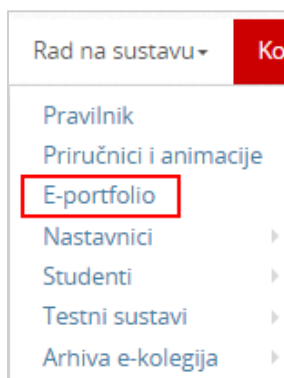 Rad na sustavu
Ko
Pravilnik
Priručnici i animacije
E-portfolio
Nastavnici
Studenti
Testni sustavi
Arhiva e-kolegija